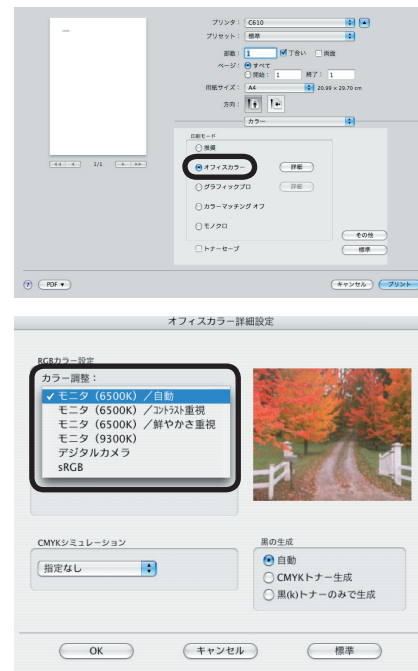 プリンタ： C610
プリセット： 標準
部数： 1 丁合い 両面
ページ： すべて
開始： 1 終了： 1
用紙サイズ： A4 20.99 x 29.70 cm
方向：
カラー
印刷モード
推奨
オフィスカラー 詳細
グラフィックプロ 詳細
カラーマッチング オフ
モノクロ
トナーセーブ
その他
標準
1/1
? PDF キャンセル プリント
オフィスカラー詳細設定
RGBカラー設定
カラー調整：
モニタ（6500K）／自動
モニタ（6500K）／コントラスト重視
モニタ（6500K）／鮮やかさ重視
モニタ（9300K）
デジタルカメラ
sRGB
CMYKシミュレーション
指定なし
黒の生成
自動
CMYKトナー生成
黒(k)トナーのみで生成
OK キャンセル 標準